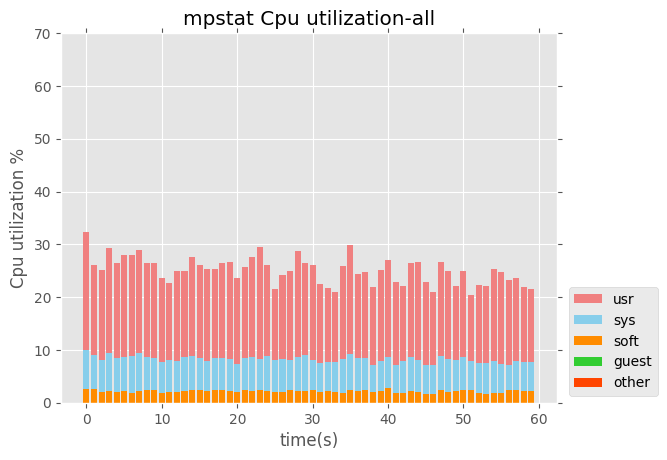 mpstat Cpu utilization-all
70
60
50
40
30
20
10
0
Cpu utilization %
0 10 20 30 40 50 60
time(s)
usr
sys
soft
guest
other